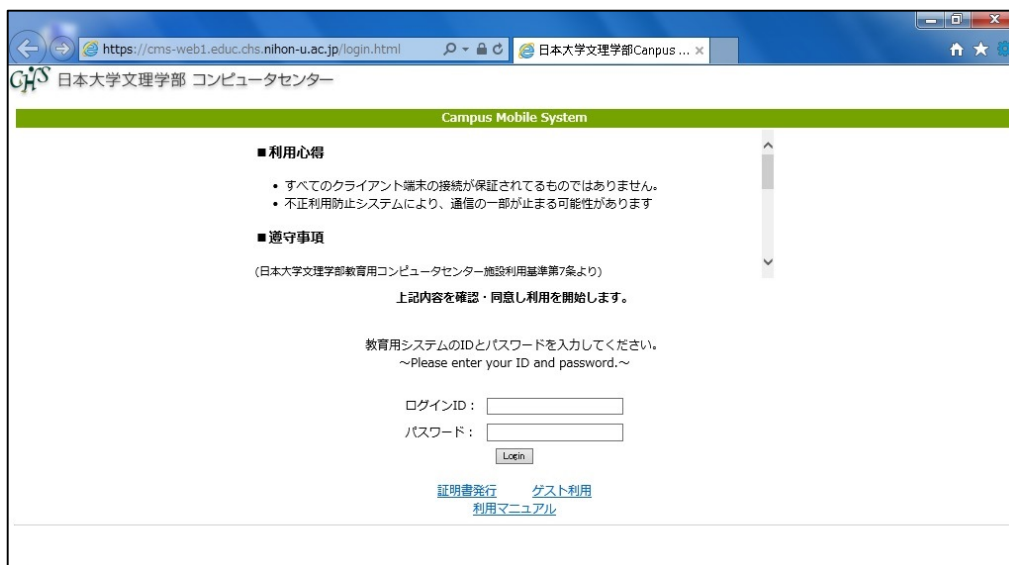 https://cms-web1.educ.chs.nihon-u.ac.jp/login.html
日本大学文理学部Canpus ...
CHS 日本大学文理学部 コンピュータセンター
Campus Mobile System
■利用心得
• すべてのクライアント端末の接続が保証されてるものではありません。
• 不正利用防止システムにより、通信の一部が止まる可能性があります
■遵守事項
(日本大学文理学部教育用コンピュータセンター施設利用基準第7条より)
上記内容を確認・同意し利用を開始します。
教育用システムのIDとパスワードを入力してください。
～Please enter your ID and password.～
ログインID：
パスワード：
Login
証明書発行 ゲスト利用
利用マニュアル